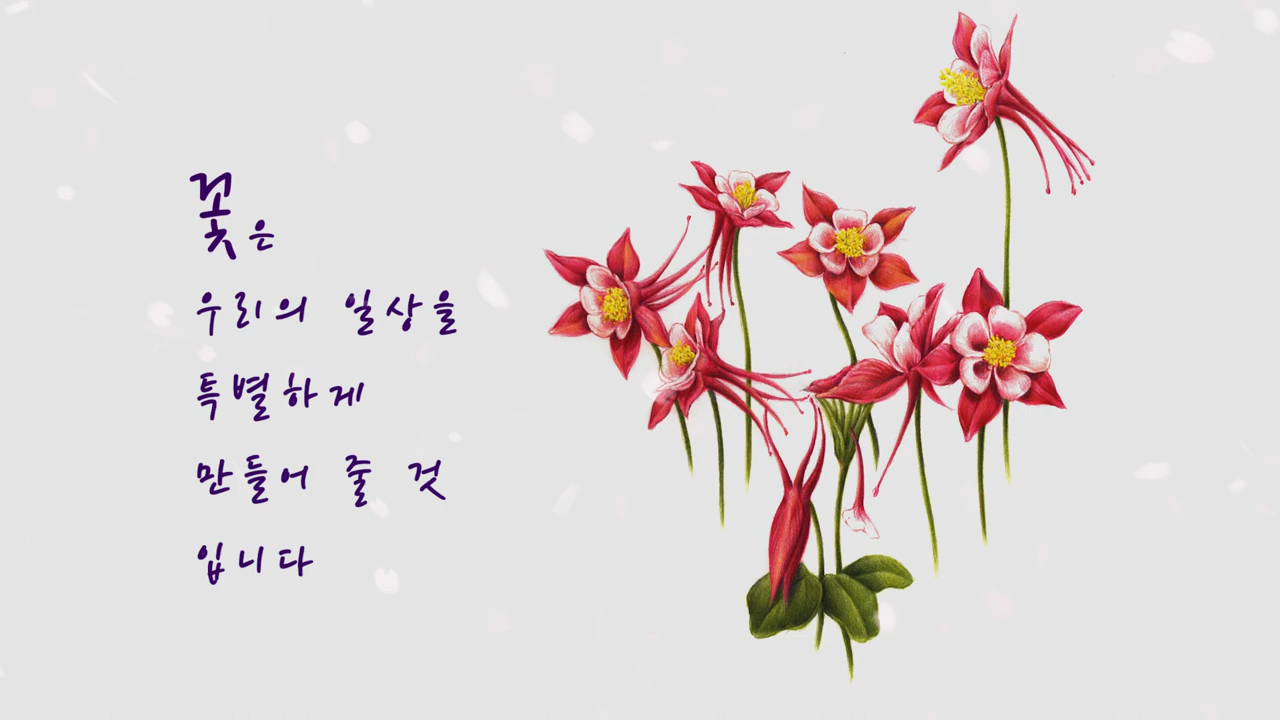 꽃은
우리의 일상을
특별하게
만들어 줄 것
입니다